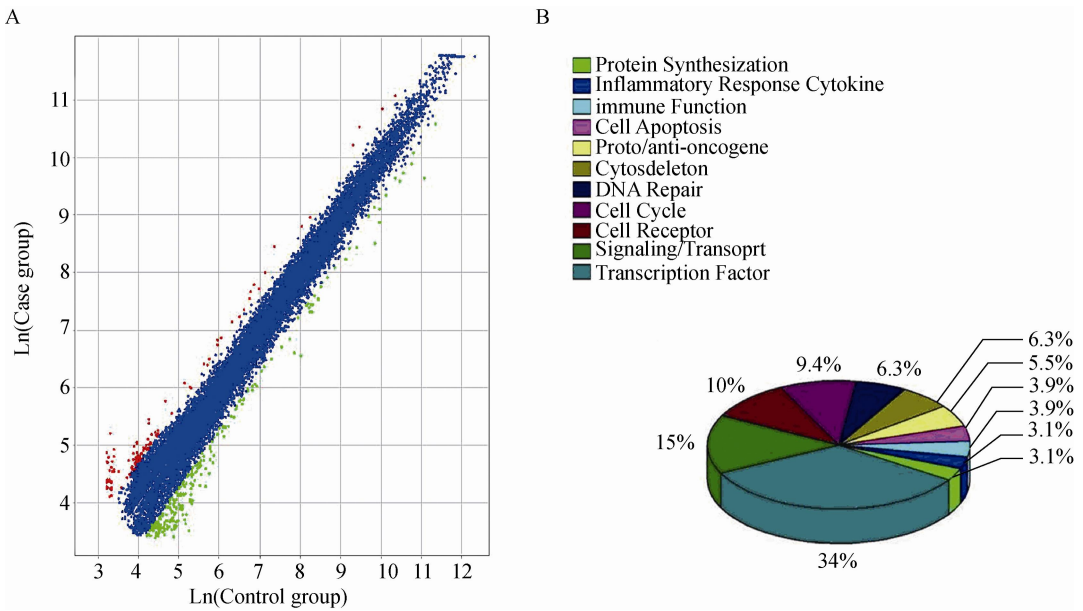 A
Ln(Case group)
11
10
9
8
7
6
5
4
3 4 5 6 7 8 9 10 11 12
Ln(Control group)
B
Protein Synthesization
Inflammatory Response Cytokine
immune Function
Cell Apoptosis
Proto/anti-oncogene
Cytosdeleton
DNA Repair
Cell Cycle
Cell Receptor
Signaling/Transoprt
Transcription Factor
6.3%
5.5%
3.9%
3.9%
3.1%
3.1%
6.3%
9.4%
10%
15%
34%